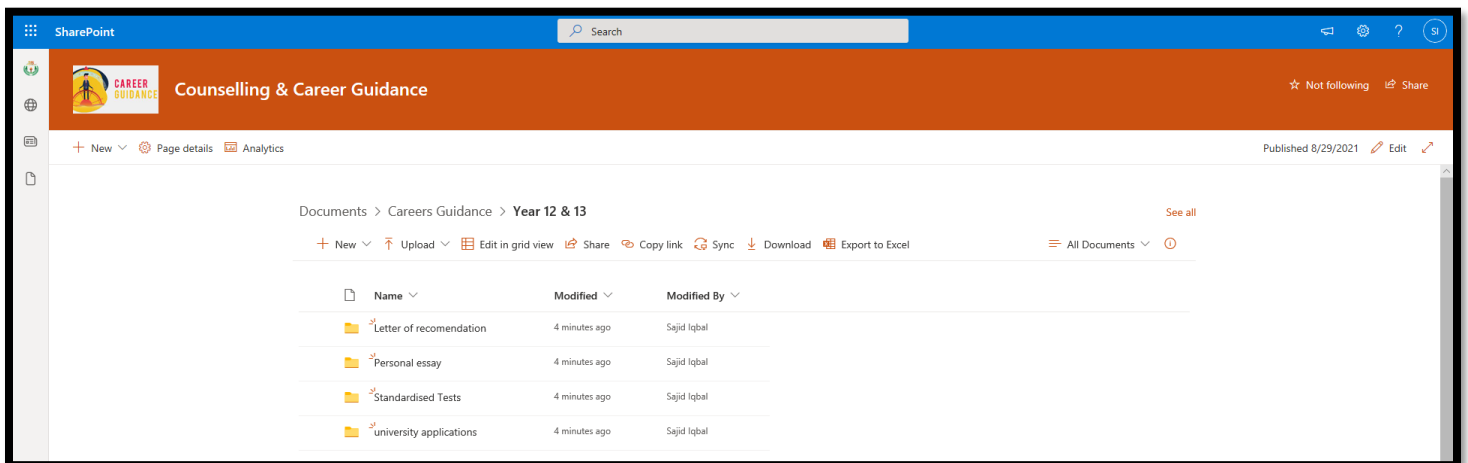 SharePoint Search SI
CAREER
GUIDANCE
Counselling & Career Guidance Not following Share
New Page details Analytics Published 8/29/2021 Edit
Documents > Careers Guidance > Year 12 & 13 See all
New Upload Edit in grid view Share Copy link Sync Download Export to Excel All Documents
Name Modified Modified By
Letter of recomendation 4 minutes ago Sajid Iqbal
Personal essay 4 minutes ago Sajid Iqbal
Standardised Tests 4 minutes ago Sajid Iqbal
university applications 4 minutes ago Sajid Iqbal